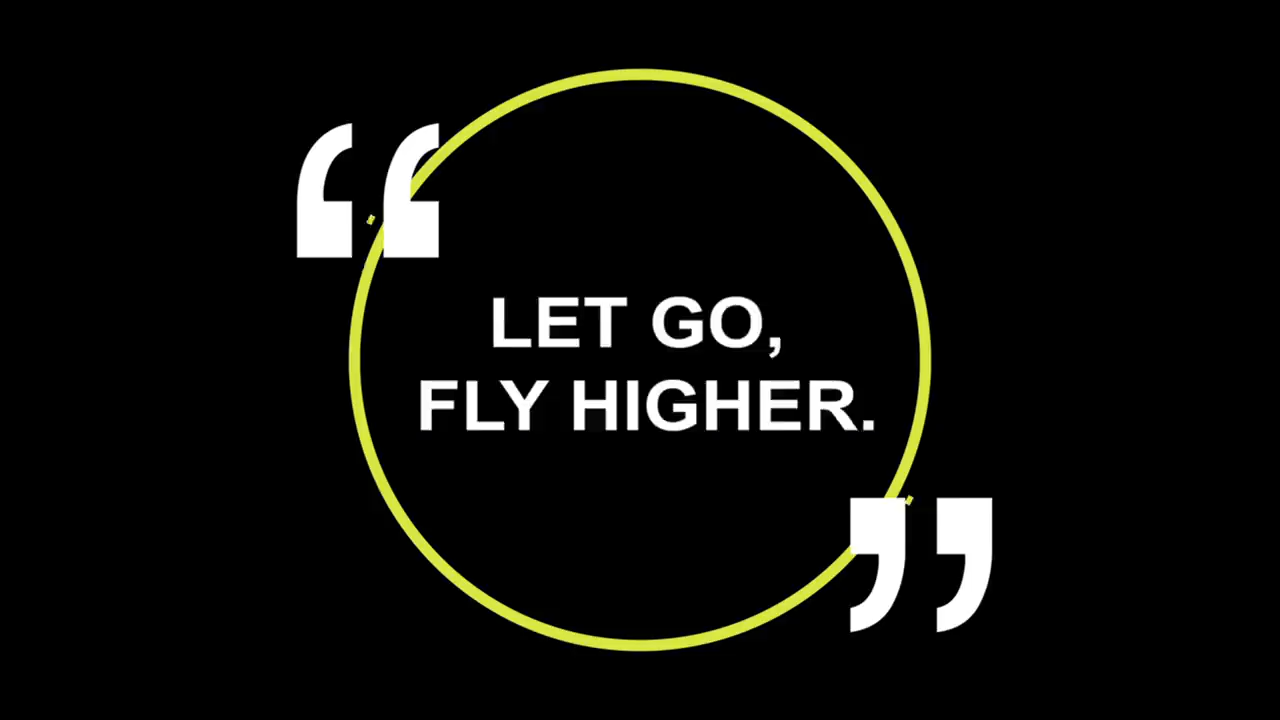 “
LET GO,
FLY HIGHER.
”